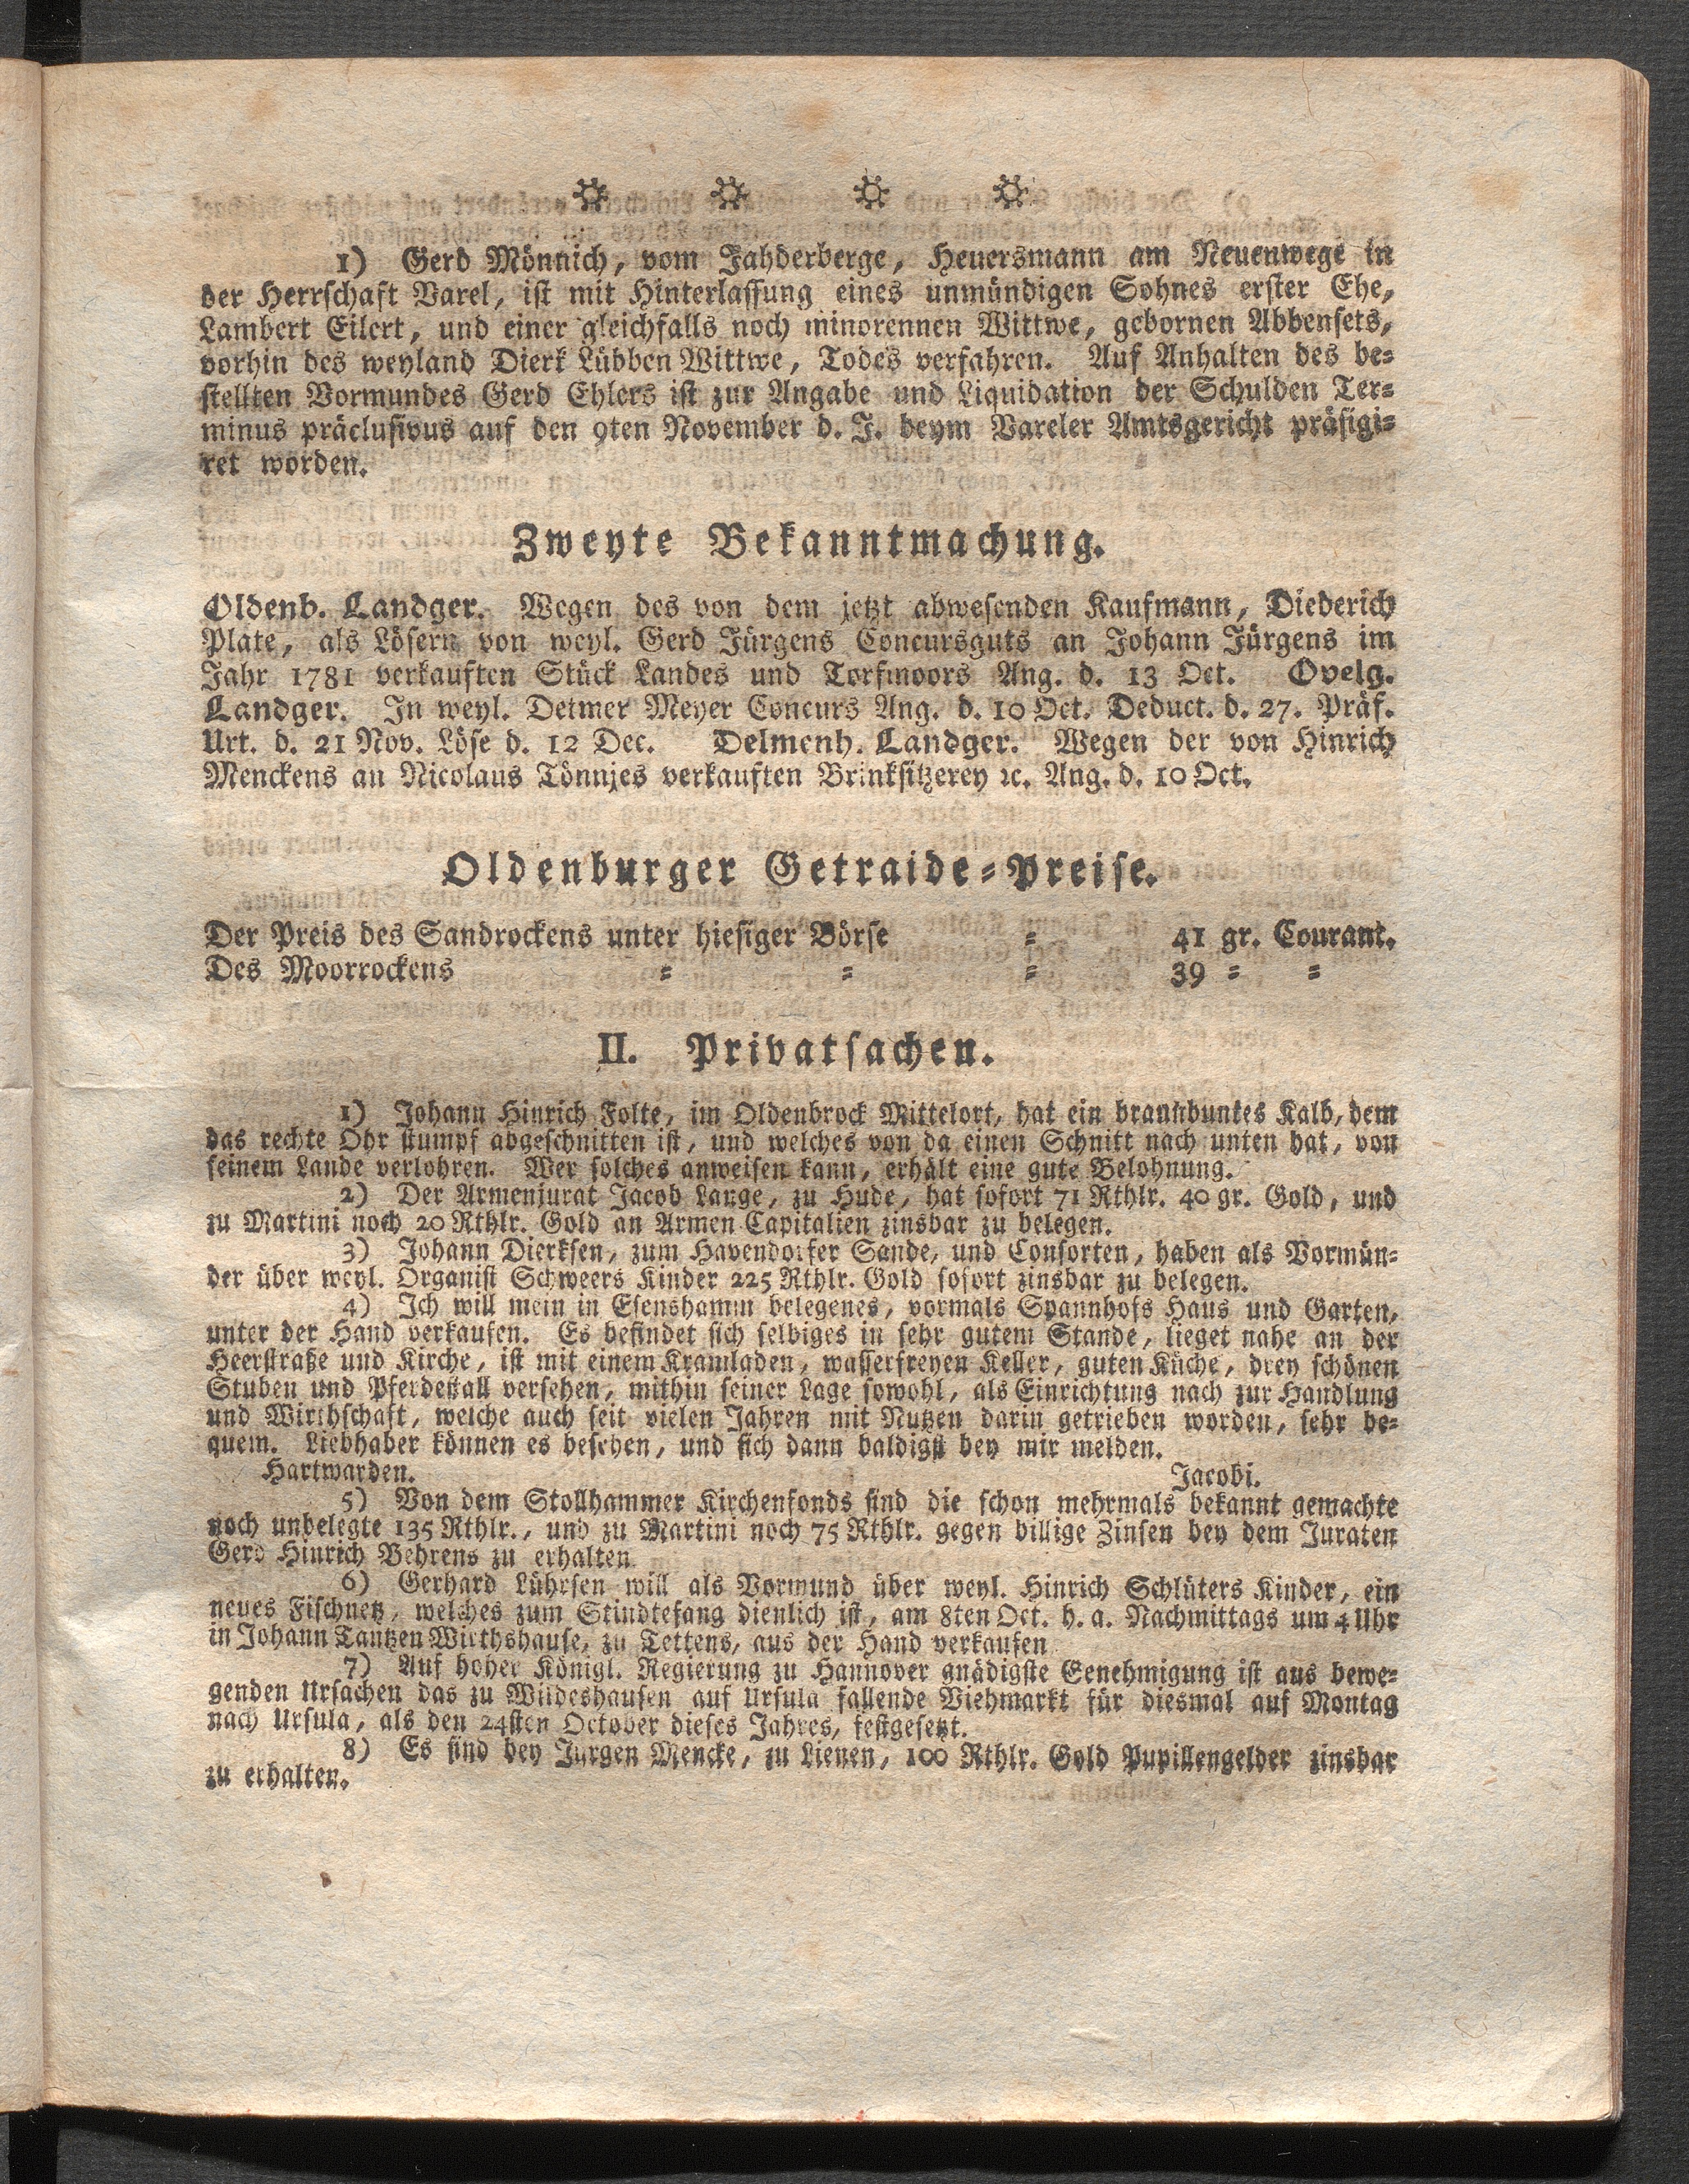 1) Gerd Mönnich, vom Jahderberge, Heuersmann am Neuenwege in
der Herrschaft Varel, ist mit Hinterlassung eines unmündigen Sohnes erster Ehe,
Lambert Eilert, und einer gleichfalls noch minorennen Wittwe, gebornen Abbensets,
vorhin des weyland Dierk Lübben Wittwe, Todes verfahren. Auf Anhalten des be=
stellten Vormundes Gerd Ehlers ist zur Angabe und Liquidation der Schulden Ter=
minus präclusivus auf den 9ten November d. J. beym Vareler Amtsgericht präfigi=
ret worden.
Zweyte Bekanntmachung.
Oldenb. Landger. Wegen des von dem jetzt abwesenden Kaufmann, Diederich
Plate, als Lösern von weyl. Gerd Jürgens Concursguts an Johann Jürgens im
Jahr 1781 verkauften Stück Landes und Torfmoors Ang. d. 13 Oct. Ovelg.
Landger. In weyl. Detmer Meyer Concurs Ang. d. 10 Oct. Deduct. d. 27. Präf.
Urt. d. 21 Nov. Löse d. 12 Dec. Delmenh. Landger. Wegen der von Hinrich
Menckens an Nicolaus Tönnjes verkauften Brinksitzerey ꝛc. Ang. d. 10 Oct.
Oldenburger Getraide=Preise.
Der Preis des Sandrockens unter hiesiger Börse = 41 gr. Courant.
Des Moorrockens = = = 39 = =
II. Privatsachen.
1) Johann Hinrich Folte, im Oldenbrock Mittelort, hat ein braunbuntes Kalb, dem
das rechte Ohr stumpf abgeschnitten ist, und welches von da einen Schnitt nach unten hat, von
seinem Lande verlohren. Wer solches anweisen kann, erhält eine gute Belohnung.
2) Der Armenjurat Jacob Lange, zu Hude, hat sofort 71 Rthlr. 40 gr. Gold, und
zu Martini noch 20 Rthlr. Gold an Armen Capitalien zinsbar zu belegen.
3) Johann Dierksen, zum Havendorfer Sande, und Consorten, haben als Vormün=
der über weyl. Organist Schweers Kinder 225 Rthlr. Gold sofort zinsbar zu belegen.
4) Ich will mein in Esenshamm belegenes, vormals Spannhofs Haus und Garten,
unter der Hand verkaufen. Es befindet sich selbiges in sehr gutem Stande, lieget nahe an der
Heerstraße und Kirche, ist mit einem Kramladen, wasserfreyen Keller, guten Küche, drey schönen
Stuben und Pferdestall versehen, mithin seiner Lage sowohl, als Einrichtung nach zur Handlung
und Wirthschaft, welche auch seit vielen Jahren mit Nutzen darin getrieben worden, sehr be=
quem. Liebhaber können es besehen, und sich dann baldigst bey mir melden.
Hartwarden. Jacobi.
5) Von dem Stollhammer Kirchenfonds sind die schon mehrmals bekannt gemachte
noch unbelegte 135 Rthlr., und zu Martini noch 75 Rthlr. gegen billige Zinsen bey dem Juraten
Gerd Hinrich Behrens zu erhalten
6) Gerhard Lührsen will als Vormund über weyl. Hinrich Schlüters Kinder, ein
neues Fischnetz, welches zum Stindtefang dienlich ist, am 8ten Oct. h. a. Nachmittags um 4 Uhr
in Johann Tantzen Wirthshause, zu Tettens, aus der Hand verkaufen
7) Auf hoher Königl. Regierung zu Hannover gnädigste Genehmigung ist aus bewe=
genden Ursachen das zu Wildeshausen auf Ursula fallende Viehmarkt für diesmal auf Montag
nach Ursula, als den 24sten October dieses Jahres, festgesetzt.
8) Es sind bey Jürgen Mencke, zu Lienen, 100 Rthlr. Gold Pupillengelder zinsbar
zu erhalten.